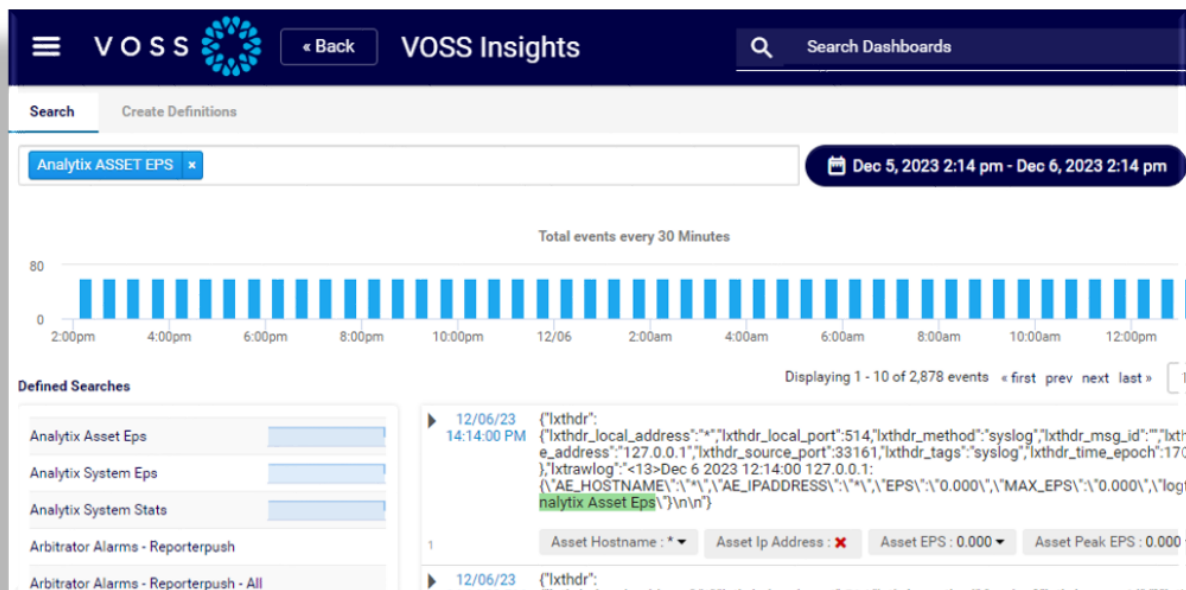 VOSS
« Back
VOSS Insights
Search Dashboards
Search
Create Definitions
Analytix ASSET EPS ×
Dec 5, 2023 2:14 pm - Dec 6, 2023 2:14 pm
Total events every 30 Minutes
80
0
2:00pm 4:00pm 6:00pm 8:00pm 10:00pm 12/06 2:00am 4:00am 6:00am 8:00am 10:00am 12:00pm
Displaying 1 - 10 of 2,878 events « first prev next last » 1
Defined Searches
Analytix Asset Eps
Analytix System Eps
Analytix System Stats
Arbitrator Alarms - Reporterpush
Arbitrator Alarms - Reporterpush - All
12/06/23
14:14:00 PM
{"lxthdr":
{"lxthdr_local_address":"*","lxthdr_local_port":514,"lxthdr_method":"syslog","lxthdr_msg_id":"","lxth
e_address":"127.0.0.1","lxthdr_source_port":33161,"lxthdr_tags":"syslog","lxthdr_time_epoch":170
},"lxtrawlog":"<13>Dec 6 2023 12:14:00 127.0.0.1:
{\"AE_HOSTNAME\":\"*\",\"AE_IPADDRESS\":\"*\",\"EPS\":\"0.000\",\"MAX_EPS\":\"0.000\",\"logt
nalytix Asset Eps\"}\n\n"}
1
Asset Hostname : *
Asset Ip Address :
Asset EPS : 0.000
Asset Peak EPS : 0.000
12/06/23
{"lxthdr":